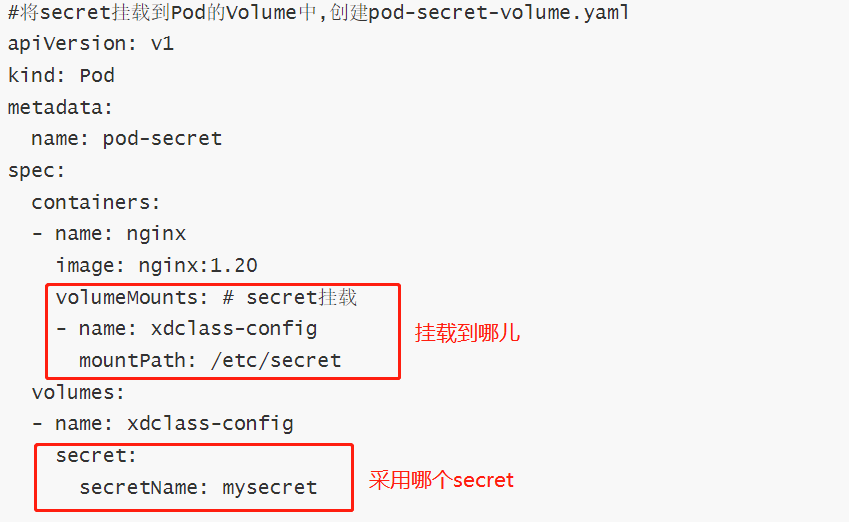 #将secret挂载到Pod的Volume中,创建pod-secret-volume.yaml
apiVersion: v1
kind: Pod
metadata:
  name: pod-secret
spec:
  containers:
  - name: nginx
    image: nginx:1.20
    volumeMounts: # secret挂载
    - name: xdclass-config
      mountPath: /etc/secret
挂载到哪儿
  volumes:
  - name: xdclass-config
    secret:
      secretName: mysecret
采用哪个secret